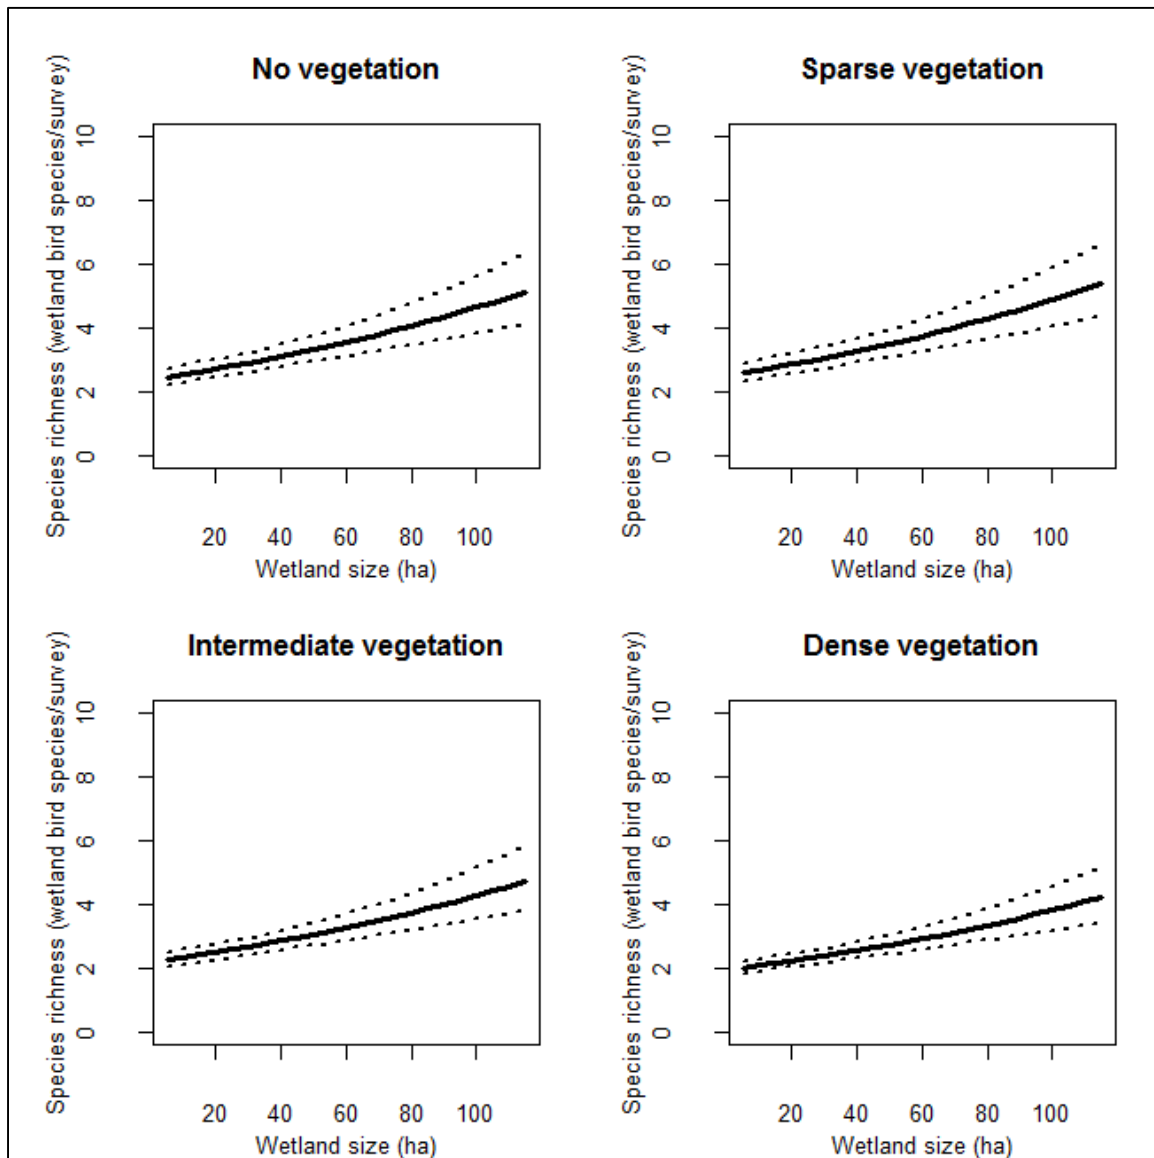 No vegetation
Species richness (wetland bird species/survey)
10
8
6
4
2
0
20 40 60 80 100
Wetland size (ha)
Sparse vegetation
Species richness (wetland bird species/survey)
10
8
6
4
2
0
20 40 60 80 100
Wetland size (ha)
Intermediate vegetation
Species richness (wetland bird species/survey)
10
8
6
4
2
0
20 40 60 80 100
Wetland size (ha)
Dense vegetation
Species richness (wetland bird species/survey)
10
8
6
4
2
0
20 40 60 80 100
Wetland size (ha)